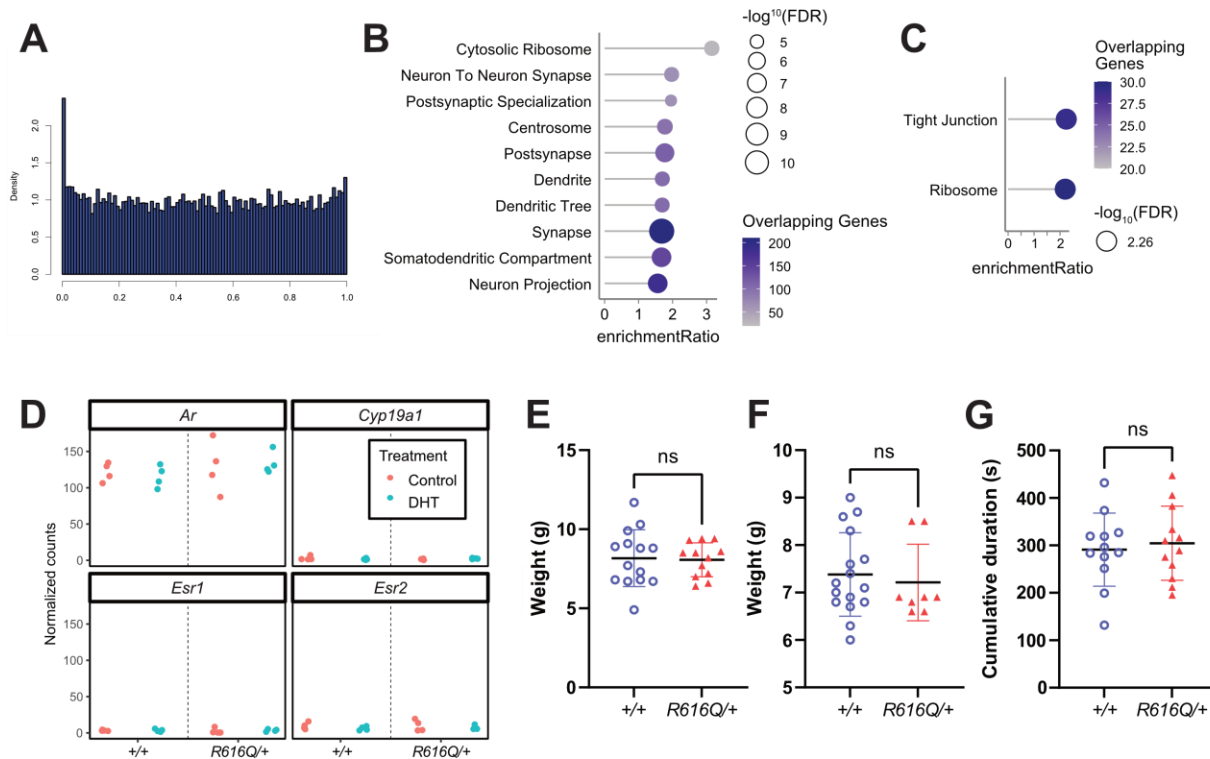 A
Density
0.0
0.5
1.0
1.5
2.0
0.0
0.2
0.4
0.6
0.8
1.0
B
Cytosolic Ribosome
Neuron To Neuron Synapse
Postsynaptic Specialization
Centrosome
Postsynapse
Dendrite
Dendritic Tree
Synapse
Somatodendritic Compartment
Neuron Projection
0
1
2
3
enrichmentRatio
-log¹⁰(FDR)
5
6
7
8
9
10
Overlapping Genes
200
150
100
50
C
Tight Junction
Ribosome
0
1
2
enrichmentRatio
Overlapping
Genes
30.0
27.5
25.0
22.5
20.0
-log₁₀(FDR)
2.26
D
Normalized counts
Ar
Cyp19a1
150
100
50
0
Treatment
Control
DHT
Esr1
Esr2
150
100
50
0
+/+
R616Q/+
+/+
R616Q/+
E
Weight (g)
15
10
5
0
ns
+/+
R616Q/+
F
Weight (g)
10
9
8
7
6
5
ns
+/+
R616Q/+
G
Cumulative duration (s)
500
400
300
200
100
0
ns
+/+
R616Q/+